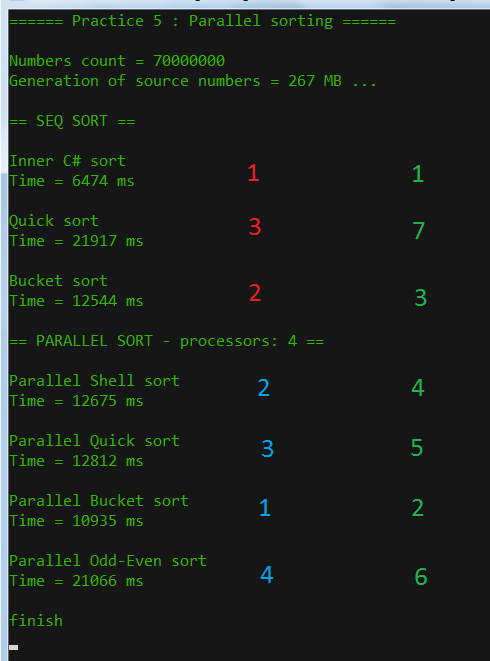 ====== Practice 5 : Parallel sorting ======
Numbers count = 70000000
Generation of source numbers = 267 MB ...
== SEQ SORT ==
Inner C# sort 1 1
Time = 6474 ms
Quick sort 3 7
Time = 21917 ms
Bucket sort 2 3
Time = 12544 ms
== PARALLEL SORT - processors: 4 ==
Parallel Shell sort 2 4
Time = 12675 ms
Parallel Quick sort 3 5
Time = 12812 ms
Parallel Bucket sort 1 2
Time = 10935 ms
Parallel Odd-Even sort 4 6
Time = 21066 ms
finish